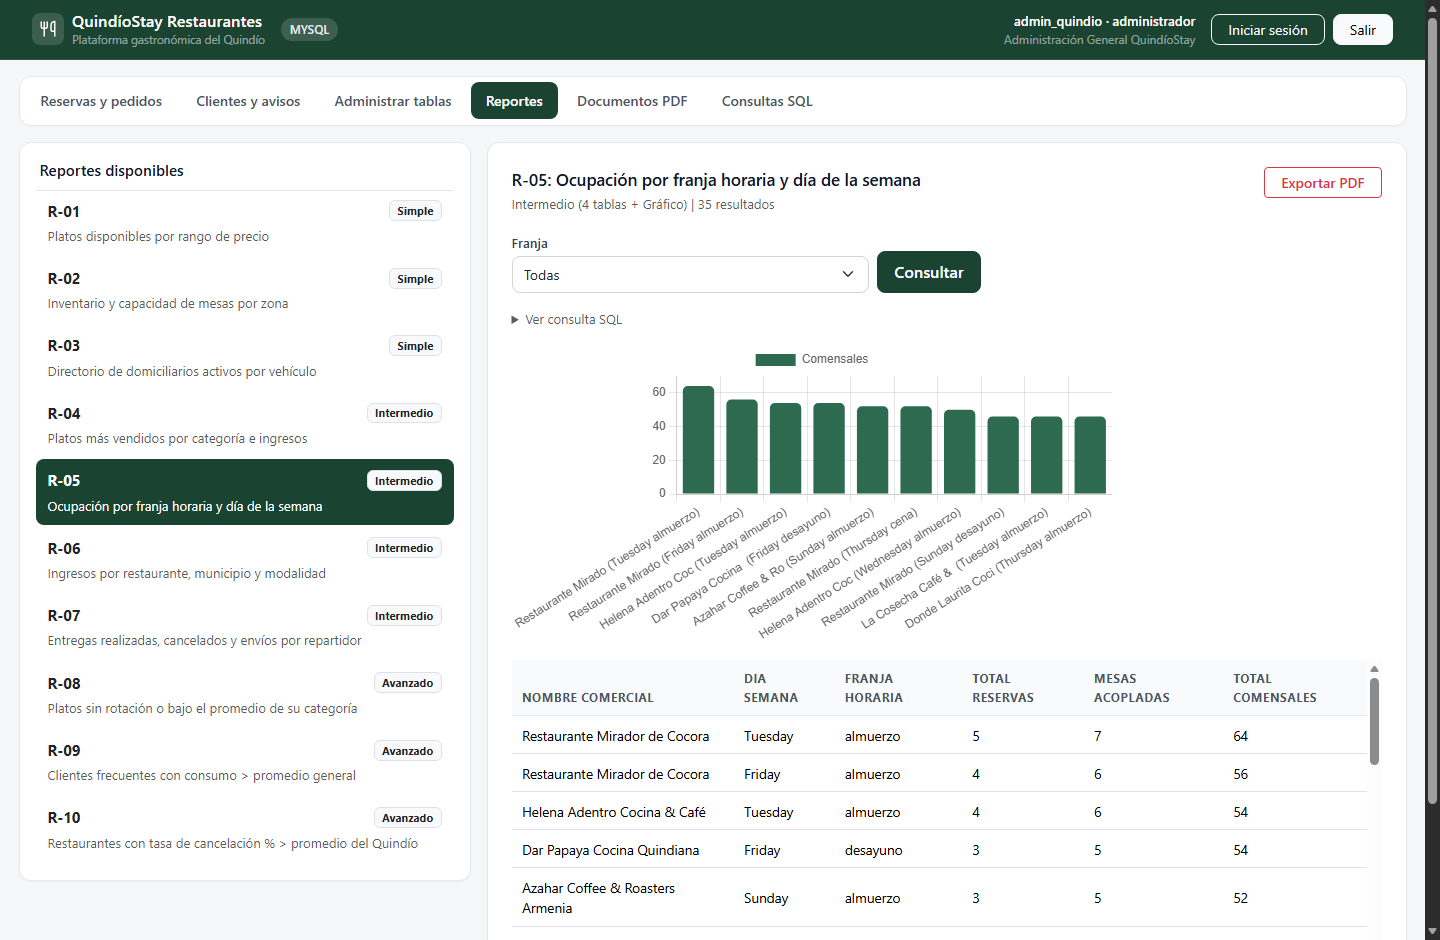 QuindíoStay Restaurantes
Plataforma gastronómica del Quindío
MYSQL
admin_quindio · administrador
Administración General QuindíoStay
Iniciar sesión
Salir
Reservas y pedidos
Clientes y avisos
Administrar tablas
Reportes
Documentos PDF
Consultas SQL
Reportes disponibles
R-01
Simple
Platos disponibles por rango de precio
R-02
Simple
Inventario y capacidad de mesas por zona
R-03
Simple
Directorio de domiciliarios activos por vehículo
R-04
Intermedio
Platos más vendidos por categoría e ingresos
R-05
Intermedio
Ocupación por franja horaria y día de la semana
R-06
Intermedio
Ingresos por restaurante, municipio y modalidad
R-07
Intermedio
Entregas realizadas, cancelados y envíos por repartidor
R-08
Avanzado
Platos sin rotación o bajo el promedio de su categoría
R-09
Avanzado
Clientes frecuentes con consumo > promedio general
R-10
Avanzado
Restaurantes con tasa de cancelación % > promedio del Quindío
R-05: Ocupación por franja horaria y día de la semana
Intermedio (4 tablas + Gráfico) | 35 resultados
Exportar PDF
Franja
Todas
Consultar
Ver consulta SQL
Comensales
60
40
20
0
Restaurante Mirado (Tuesday almuerzo)
Restaurante Mirado (Friday almuerzo)
Helena Adentro Coc (Tuesday almuerzo)
Dar Papaya Cocina (Friday desayuno)
Azahar Coffee & Ro (Sunday almuerzo)
Restaurante Mirado (Thursday cena)
Helena Adentro Coc (Wednesday almuerzo)
Restaurante Mirado (Sunday desayuno)
La Cosecha Café & (Tuesday almuerzo)
Donde Laurita Coci (Thursday almuerzo)
NOMBRE COMERCIAL
DIA SEMANA
FRANJA HORARIA
TOTAL RESERVAS
MESAS ACOPLADAS
TOTAL COMENSALES
Restaurante Mirador de Cocora Tuesday almuerzo 5 7 64
Restaurante Mirador de Cocora Friday almuerzo 4 6 56
Helena Adentro Cocina & Café Tuesday almuerzo 4 6 54
Dar Papaya Cocina Quindiana Friday desayuno 3 5 54
Azahar Coffee & Roasters
Armenia Sunday almuerzo 3 5 52